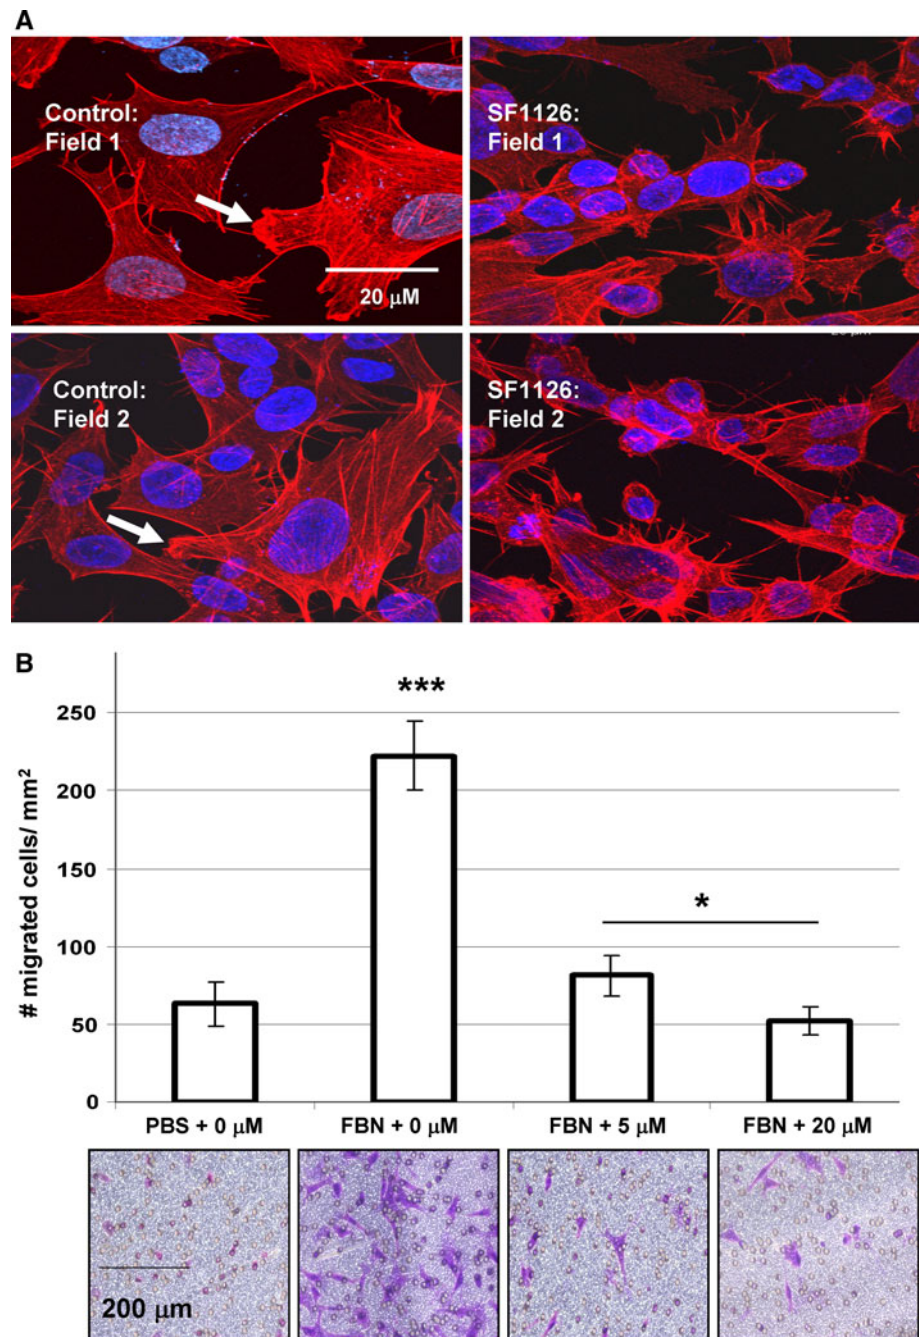 A
Control:
Field 1
20 μM
SF1126:
Field 1
Control:
Field 2
SF1126:
Field 2
B
# migrated cells/ mm²
250
200
150
100
50
0
***
*
PBS + 0 μM
FBN + 0 μM
FBN + 5 μM
FBN + 20 μM
200 μm